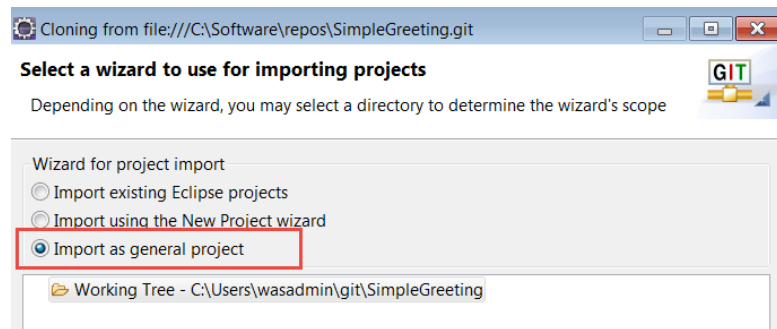 Cloning from file:///C:\Software\repos\SimpleGreeting.git
Select a wizard to use for importing projects
GIT
Depending on the wizard, you may select a directory to determine the wizard's scope
Wizard for project import
Import existing Eclipse projects
Import using the New Project wizard
Import as general project
Working Tree - C:\Users\wasadmin\git\SimpleGreeting